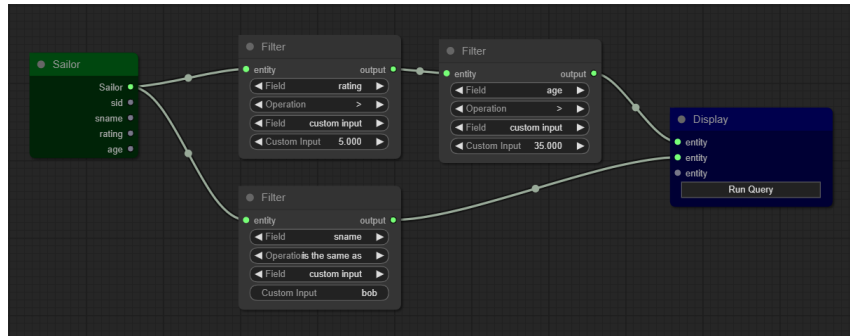 Sailor
Sailor
sid
sname
rating
age
Filter
entity output
Field rating
Operation >
Field custom input
Custom Input 5.000
Filter
entity output
Field age
Operation >
Field custom input
Custom Input 35.000
Filter
entity output
Field sname
Operatiois the same as
Field custom input
Custom Input bob
Display
entity
entity
entity
Run Query